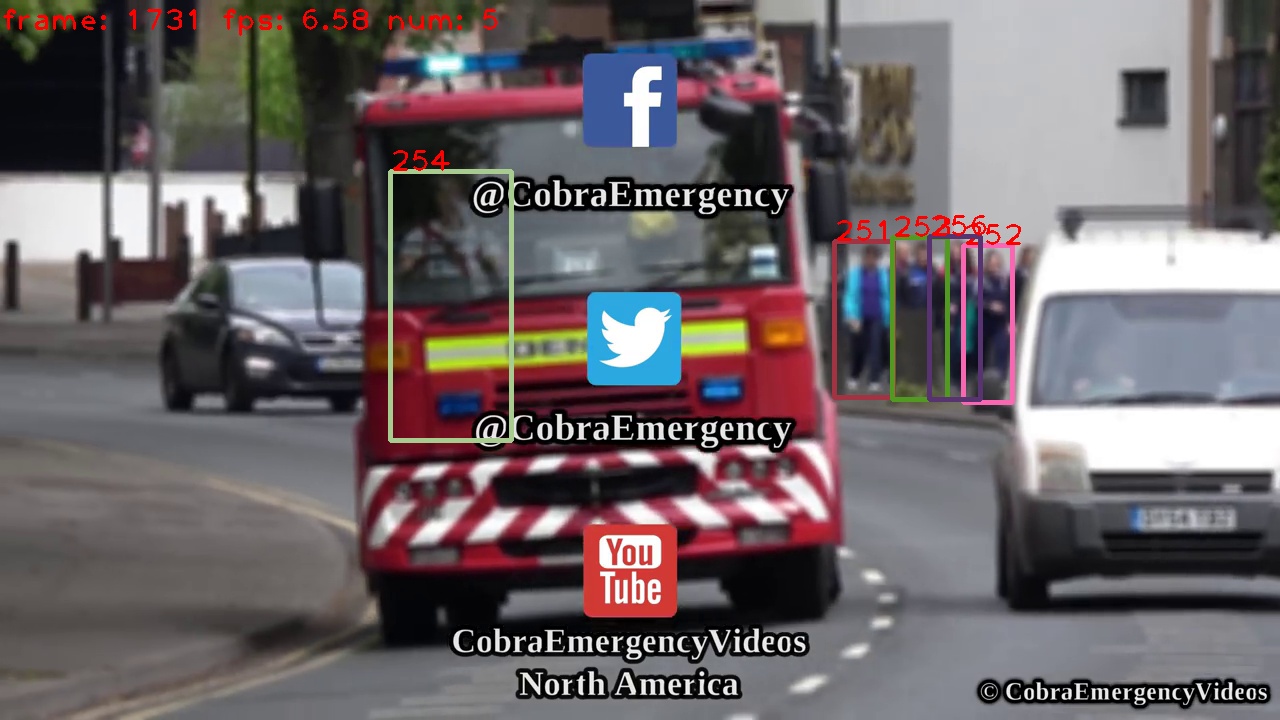 frame: 1731 fps: 6.58 num: 5
f
254
@CobraEmergency
251
256
252
@CobraEmergency
You
Tube
CobraEmergencyVideos
North America
© CobraEmergencyVideos